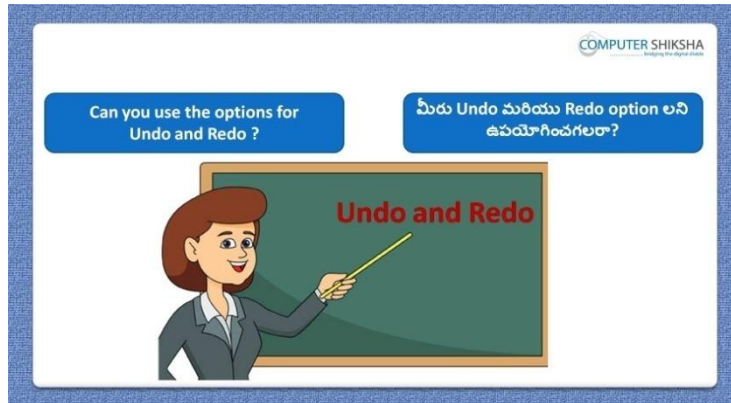 COMPUTER SHIKSHA
Bridging the digital divide
Can you use the options for
Undo and Redo ?
మీరు Undo మరియు Redo option లని
ఉపయోగించగలరా?
Undo and Redo